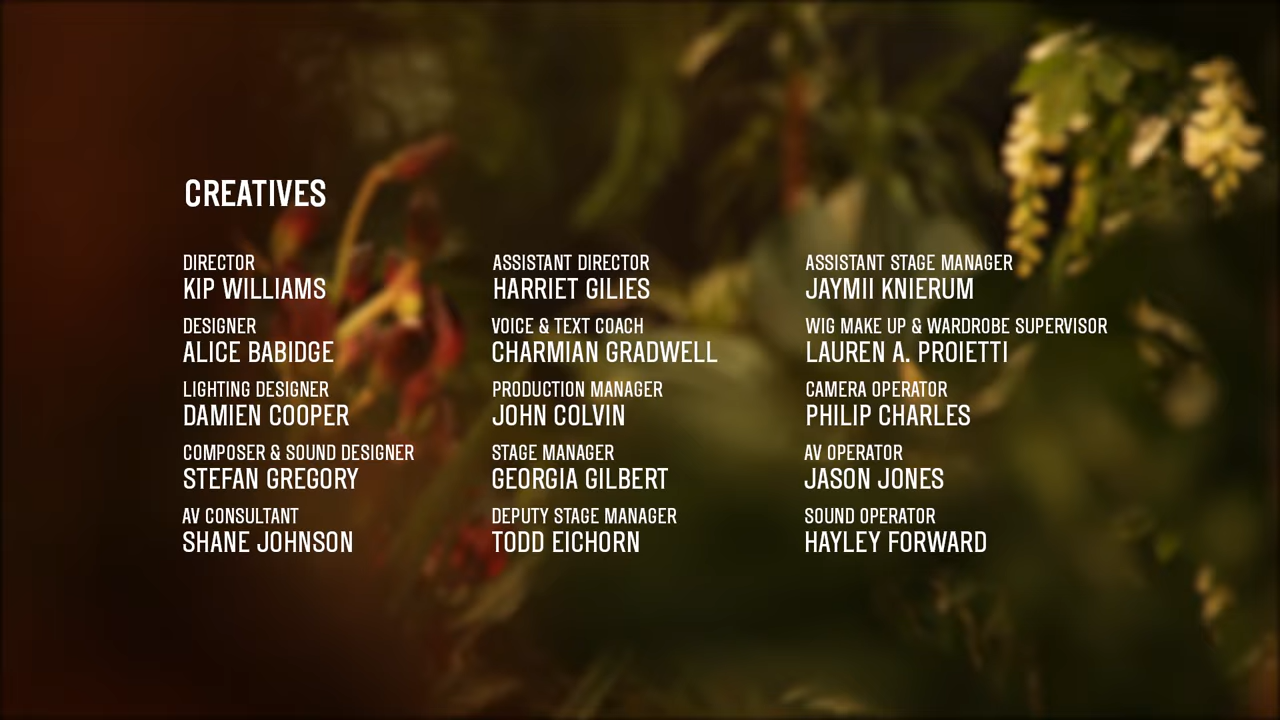 CREATIVES
DIRECTOR
KIP WILLIAMS
DESIGNER
ALICE BABIDGE
LIGHTING DESIGNER
DAMIEN COOPER
COMPOSER & SOUND DESIGNER
STEFAN GREGORY
AV CONSULTANT
SHANE JOHNSON
ASSISTANT DIRECTOR
HARRIET GILIES
VOICE & TEXT COACH
CHARMIAN GRADWELL
PRODUCTION MANAGER
JOHN COLVIN
STAGE MANAGER
GEORGIA GILBERT
DEPUTY STAGE MANAGER
TODD EICHORN
ASSISTANT STAGE MANAGER
JAYMII KNIERUM
WIG MAKE UP & WARDROBE SUPERVISOR
LAUREN A. PROIETTI
CAMERA OPERATOR
PHILIP CHARLES
AV OPERATOR
JASON JONES
SOUND OPERATOR
HAYLEY FORWARD